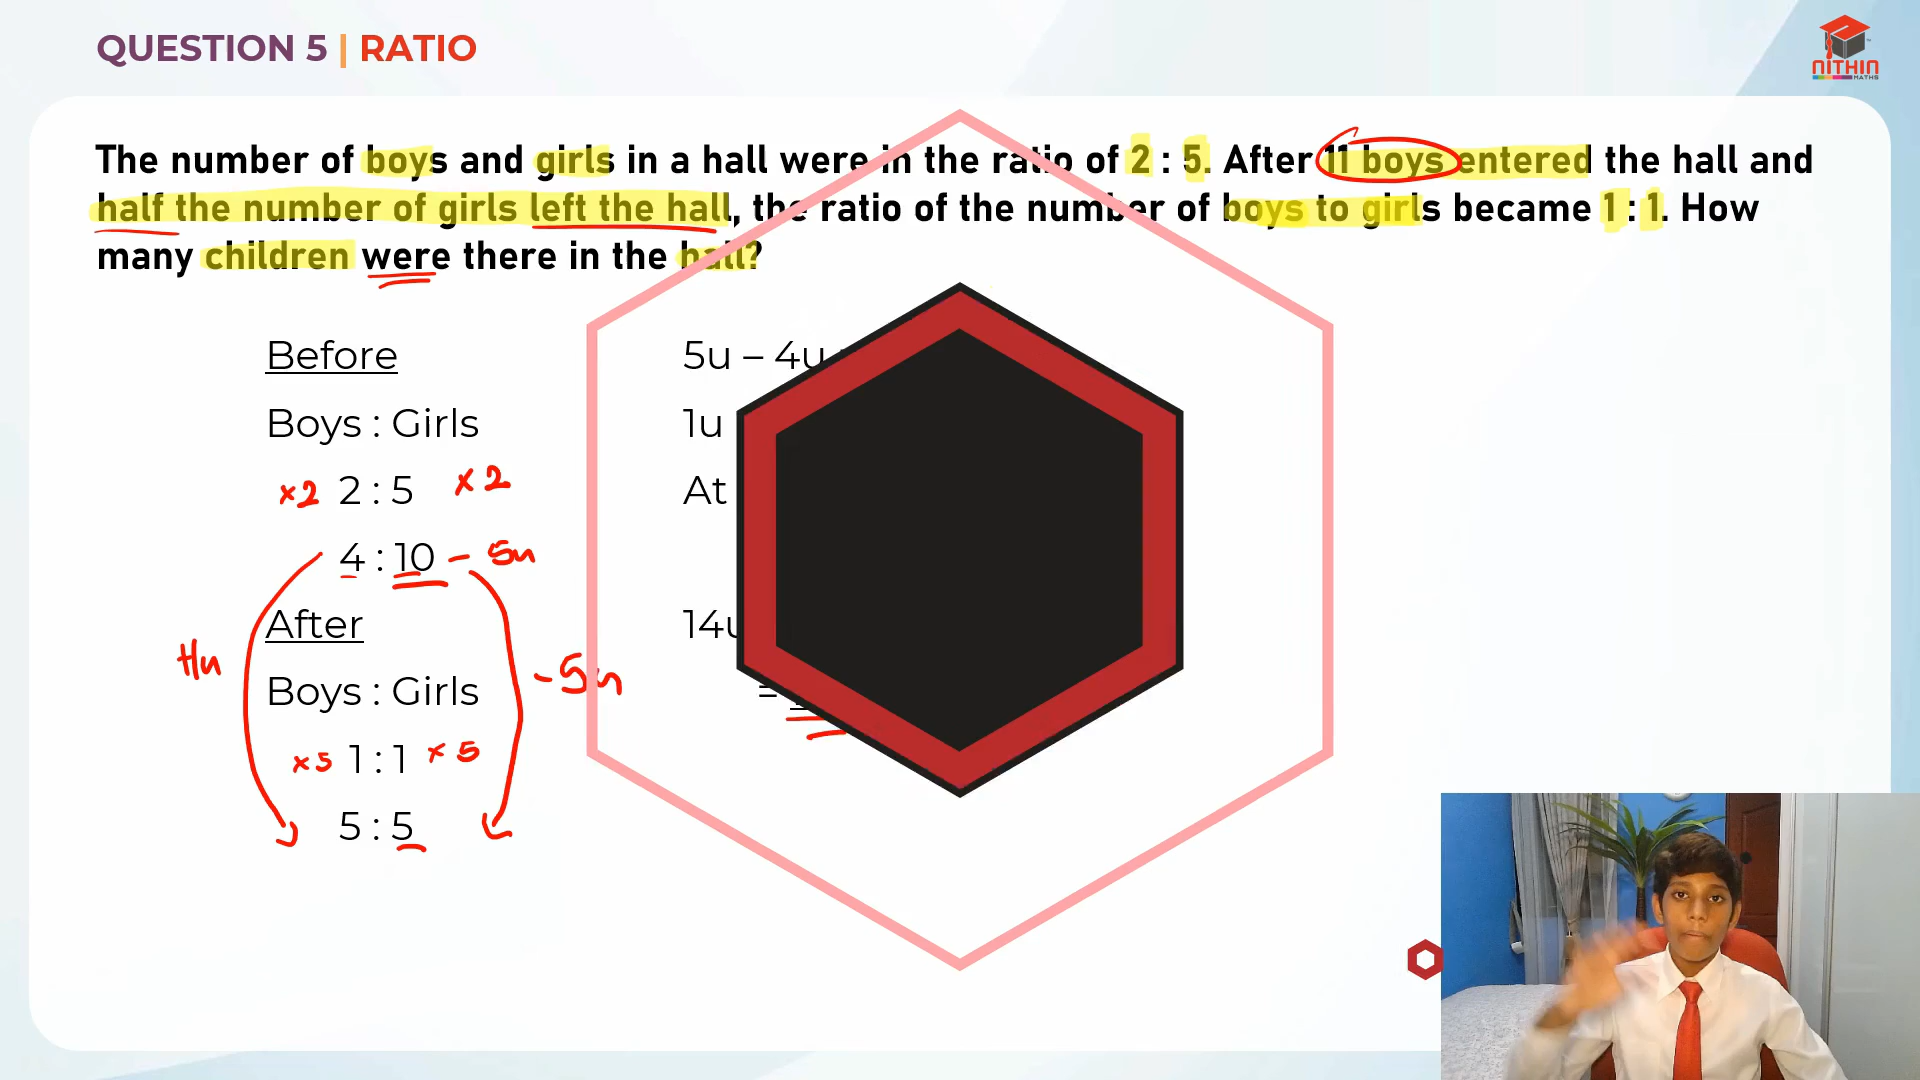 QUESTION 5 | RATIO
NITHIN
MATHS
The number of boys and girls in a hall were in the ratio of 2 : 5. After 11 boys entered the hall and
half the number of girls left the hall, the ratio of the number of boys to girls became 1 : 1. How
many children were there in the hall?
Before
Boys : Girls
×2 2 : 5 ×2
4 : 10 - 5u
After
Boys : Girls
-5u
×5 1 : 1 ×5
5 : 5
5u – 4u
1u
At
14u
=